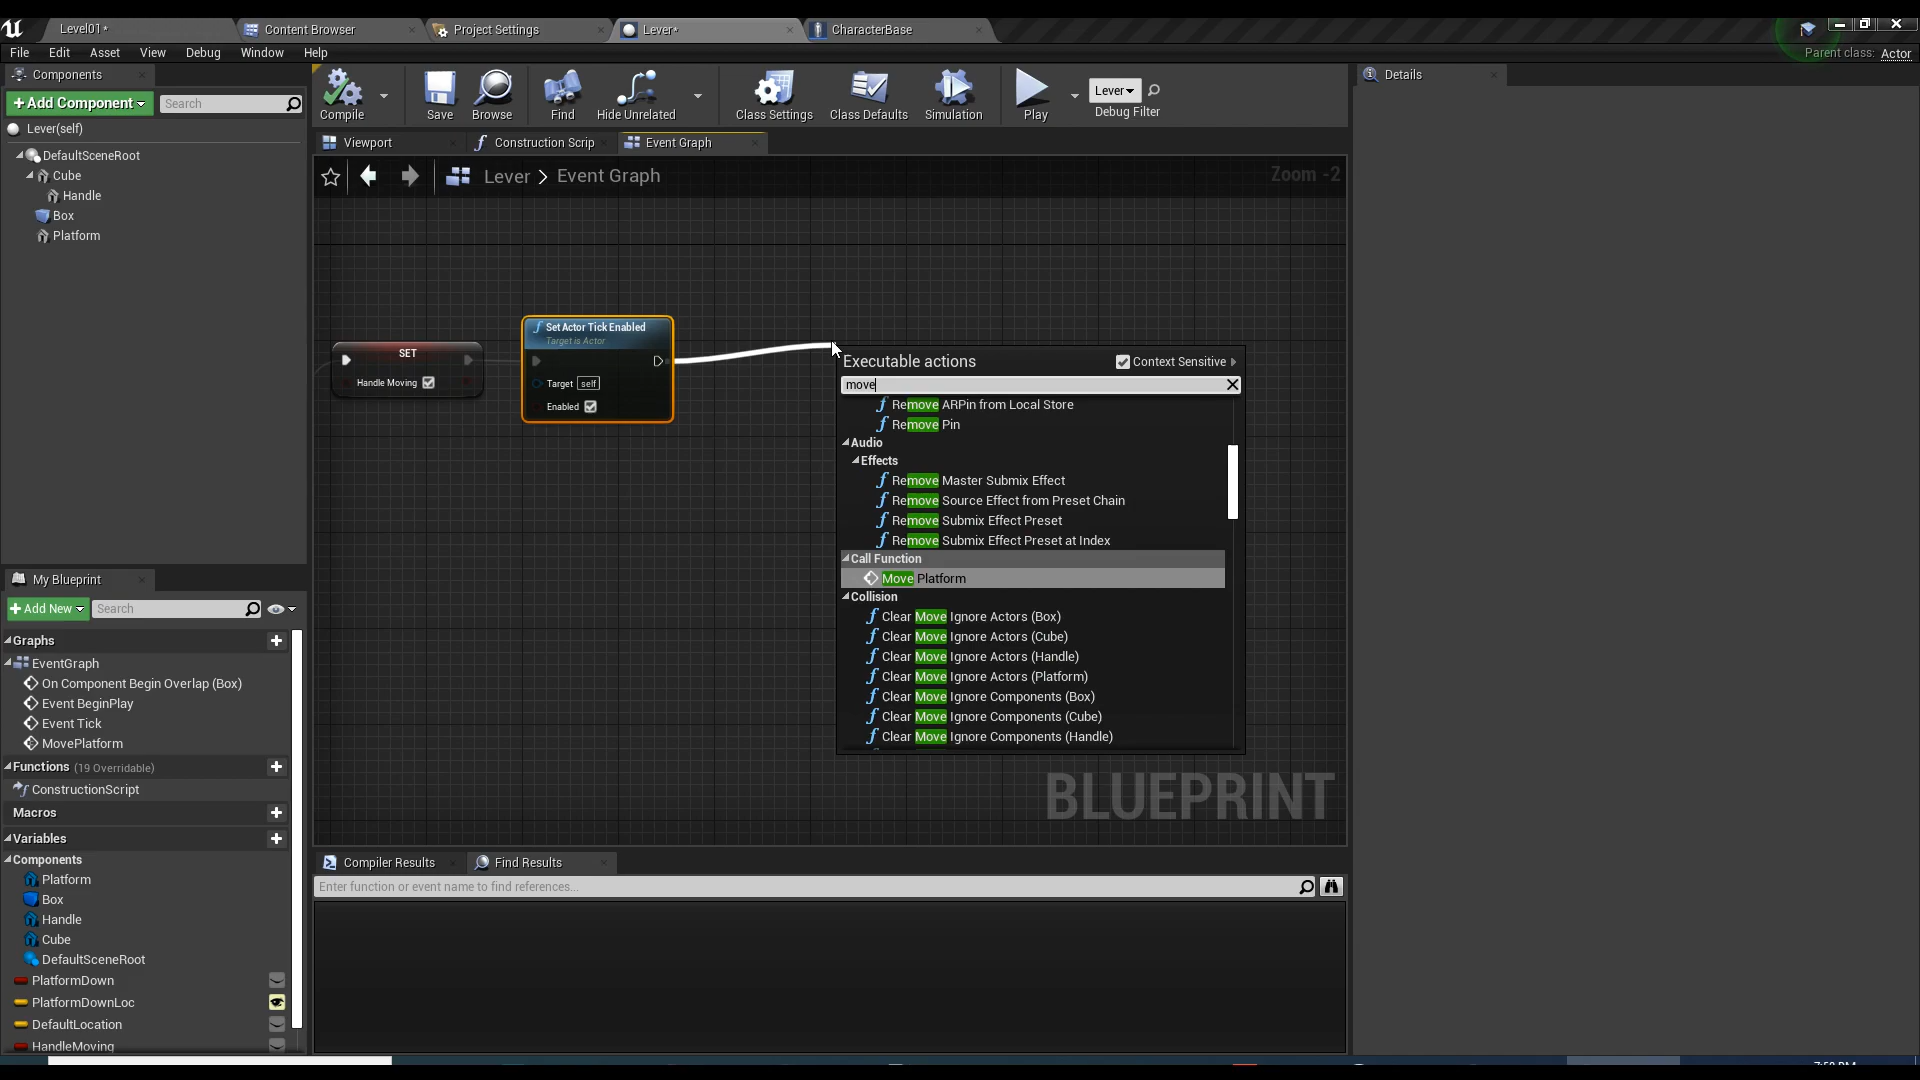 Level01*
Content Browser
Project Settings
Lever*
CharacterBase
File Edit Asset View Debug Window Help
Parent class: Actor
Components
+Add Component
Search
Lever(self)
DefaultSceneRoot
Cube
Handle
Box
Platform
Compile
Save
Browse
Find
Hide Unrelated
Class Settings
Class Defaults
Simulation
Play
Lever
Debug Filter
Details
Viewport
Construction Scrip
Event Graph
Lever > Event Graph
Zoom -2
SET
Handle Moving
Set Actor Tick Enabled
Target is Actor
Target self
Enabled
Executable actions
Context Sensitive
move
Remove ARPin from Local Store
Remove Pin
Audio
Effects
Remove Master Submix Effect
Remove Source Effect from Preset Chain
Remove Submix Effect Preset
Remove Submix Effect Preset at Index
Call Function
Move Platform
Collision
Clear Move Ignore Actors (Box)
Clear Move Ignore Actors (Cube)
Clear Move Ignore Actors (Handle)
Clear Move Ignore Actors (Platform)
Clear Move Ignore Components (Box)
Clear Move Ignore Components (Cube)
Clear Move Ignore Components (Handle)
BLUEPRINT
My Blueprint
+Add New
Search
Graphs
EventGraph
On Component Begin Overlap (Box)
Event BeginPlay
Event Tick
MovePlatform
Functions (19 Overridable)
ConstructionScript
Macros
Variables
Components
Platform
Box
Handle
Cube
DefaultSceneRoot
PlatformDown
PlatformDownLoc
DefaultLocation
HandleMoving
Compiler Results
Find Results
Enter function or event name to find references...